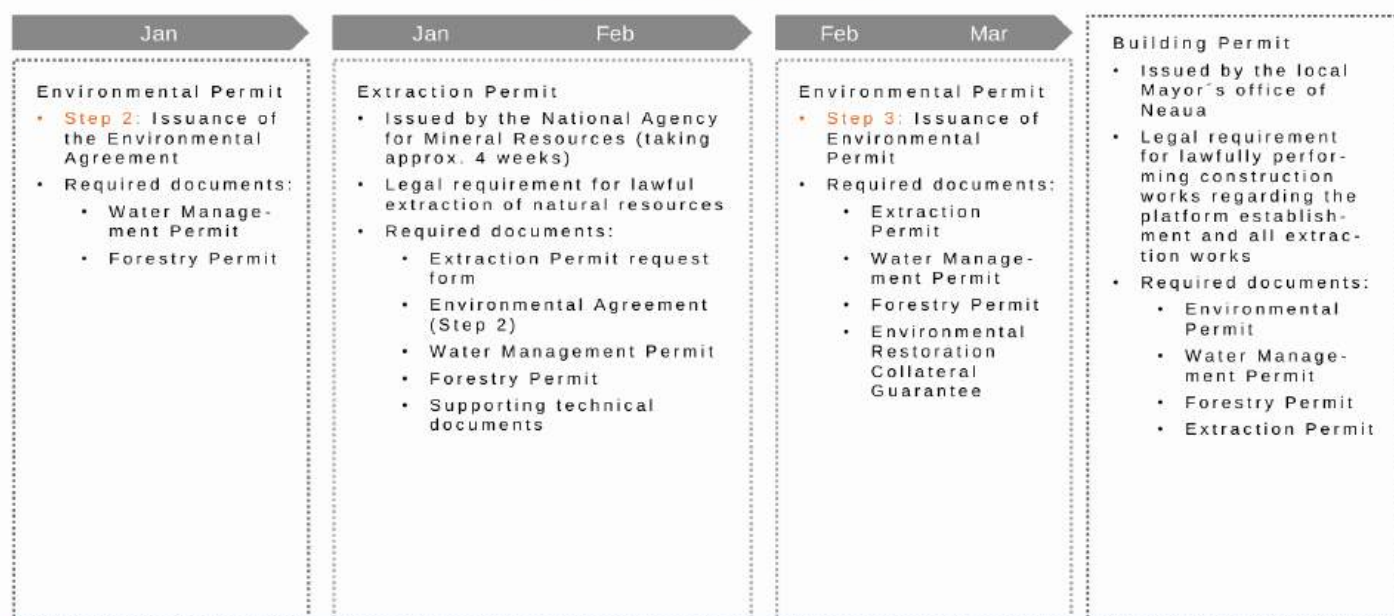 Jan
Environmental Permit
• Step 2: Issuance of
the Environmental
Agreement
• Required documents:
• Water Manage-
ment Permit
• Forestry Permit
Jan Feb
Extraction Permit
• Issued by the National Agency
for Mineral Resources (taking
approx. 4 weeks)
• Legal requirement for lawful
extraction of natural resources
• Required documents:
• Extraction Permit request
form
• Environmental Agreement
(Step 2)
• Water Management Permit
• Forestry Permit
• Supporting technical
documents
Feb Mar
Environmental Permit
• Step 3: Issuance of
Environmental
Permit
• Required documents:
• Extraction
Permit
• Water Manage-
ment Permit
• Forestry Permit
• Environmental
Restoration
Collateral
Guarantee
Building Permit
• Issued by the local
Mayor´s office of
Neaua
• Legal requirement
for lawfully perfor-
ming construction
works regarding the
platform establish-
ment and all extrac-
tion works
• Required documents:
• Environmental
Permit
• Water Manage-
ment Permit
• Forestry Permit
• Extraction Permit